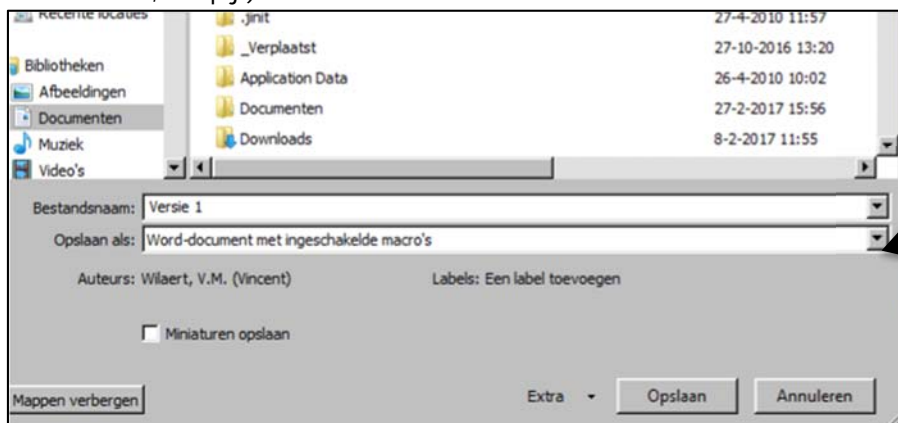 Recente locaties
.jinit 27-4-2010 11:57
_Verplaatst 27-10-2016 13:20
Bibliotheken
Application Data 26-4-2010 10:02
Afbeeldingen
Documenten 27-2-2017 15:56
Documenten
Downloads 8-2-2017 11:55
Muziek
Video's
Bestandsnaam: Versie 1
Opslaan als: Word-document met ingeschakelde macro's
Auteurs: Wilaert, V.M. (Vincent) Labels: Een label toevoegen
Miniaturen opslaan
Mappen verbergen Extra Opslaan Annuleren